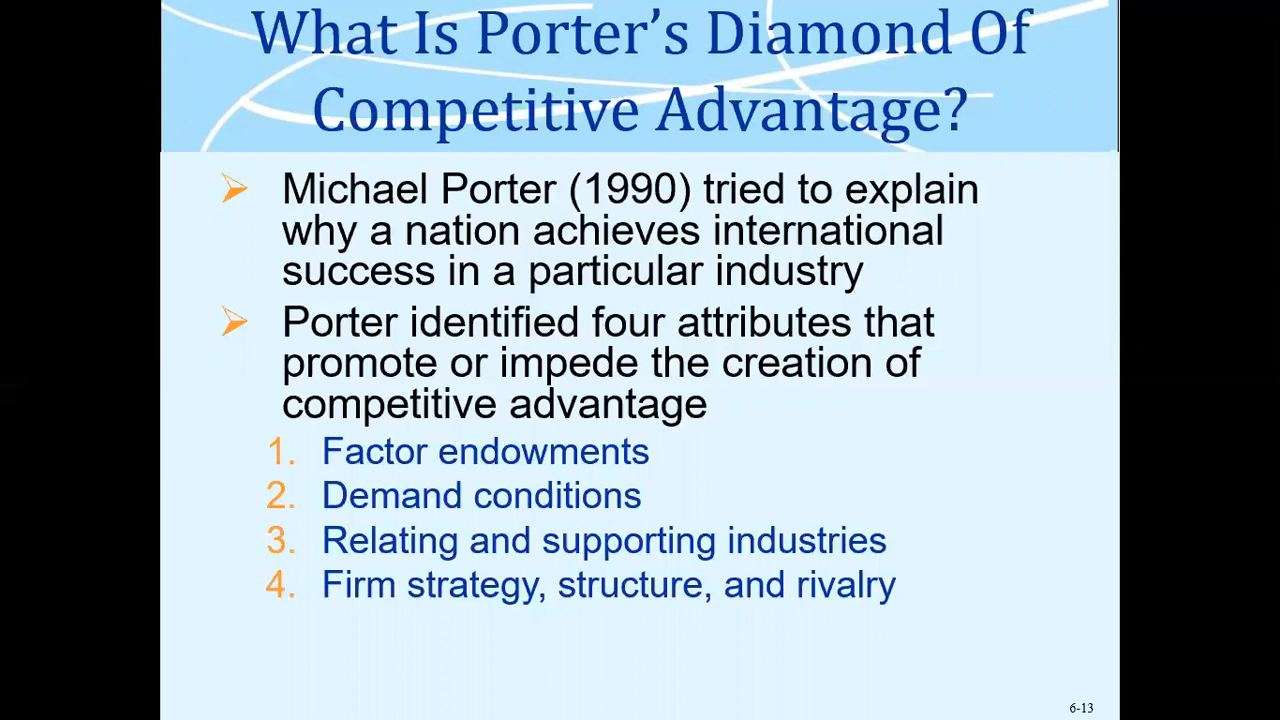 What Is Porter’s Diamond Of
Competitive Advantage?
➢ Michael Porter (1990) tried to explain
why a nation achieves international
success in a particular industry
➢ Porter identified four attributes that
promote or impede the creation of
competitive advantage
1. Factor endowments
2. Demand conditions
3. Relating and supporting industries
4. Firm strategy, structure, and rivalry
6-13